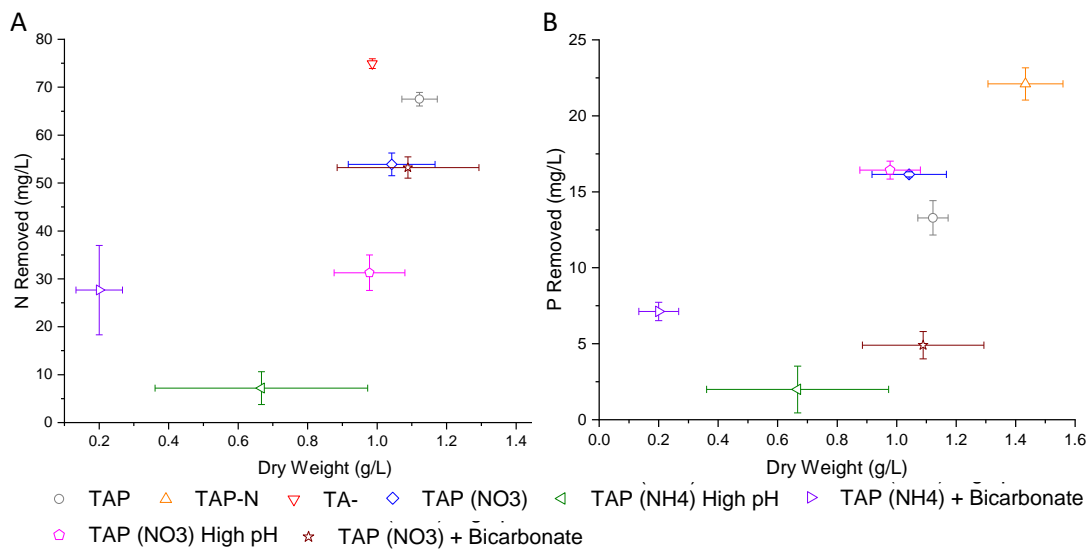 A
B
80
70
60
50
40
30
20
10
0
N Removed (mg/L)
0.2 0.4 0.6 0.8 1.0 1.2 1.4
Dry Weight (g/L)
25
20
15
10
5
0
P Removed (mg/L)
0.0 0.2 0.4 0.6 0.8 1.0 1.2 1.4 1.6
Dry Weight (g/L)
TAP TAP-N TA- TAP (NO3) TAP (NH4) High pH TAP (NH4) + Bicarbonate
TAP (NO3) High pH TAP (NO3) + Bicarbonate